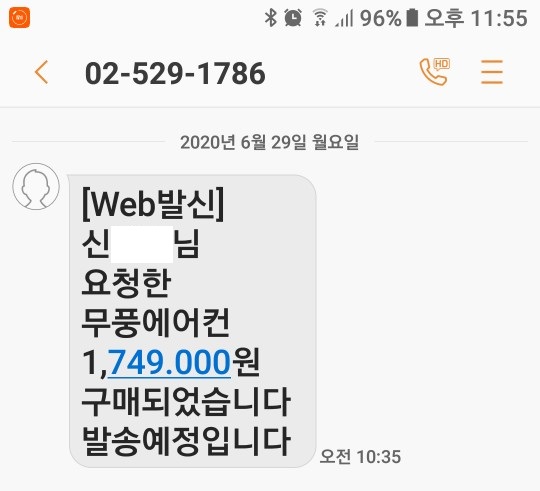 96% 오후 11:55
02-529-1786
HD
2020년 6월 29일 월요일
[Web발신]
신 님
요청한
무풍에어컨
1,749.000원
구매되었습니다
발송예정입니다
오전 10:35